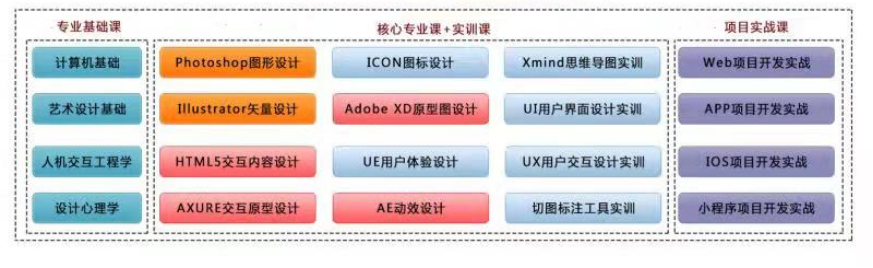 专业基础课
核心专业课+实训课
项目实战课
计算机基础
Photoshop图形设计
ICON图标设计
Xmind思维导图实训
Web项目开发实战
艺术设计基础
Illustrator矢量设计
Adobe XD原型图设计
UI用户界面设计实训
APP项目开发实战
人机交互工程学
HTML5交互内容设计
UE用户体验设计
UX用户交互设计实训
IOS项目开发实战
设计心理学
AXURE交互原型设计
AE动效设计
切图标注工具实训
小程序项目开发实战